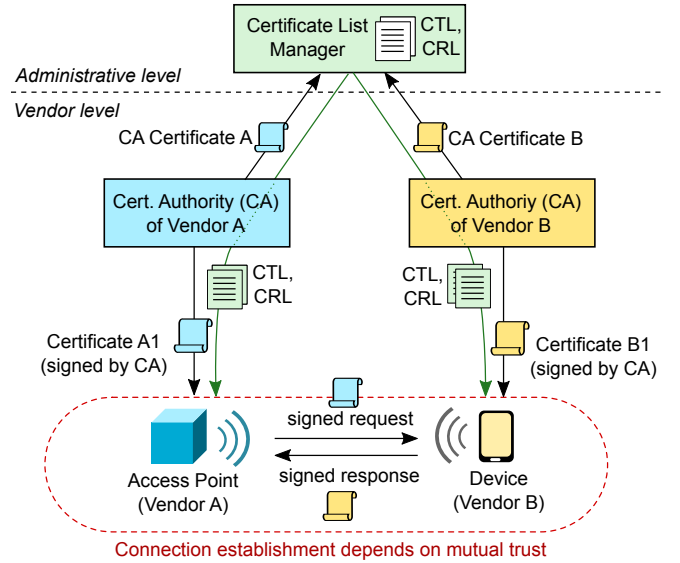 Certificate List
Manager
CTL,
CRL
Administrative level
Vendor level
CA Certificate A
CA Certificate B
Cert. Authority (CA)
of Vendor A
Cert. Authoriy (CA)
of Vendor B
CTL,
CRL
CTL,
CRL
Certificate A1
(signed by CA)
Certificate B1
(signed by CA)
signed request
signed response
Access Point
(Vendor A)
Device
(Vendor B)
Connection establishment depends on mutual trust